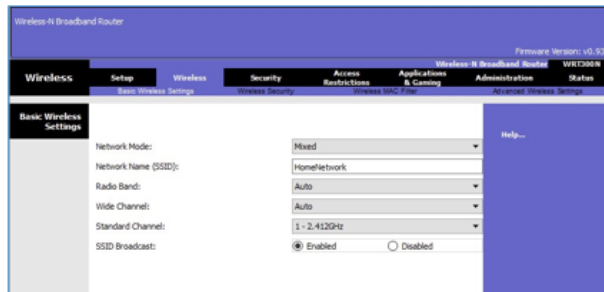 Wireless-N Broadband Router
Firmware Version: v0.93
Wireless-N Broadband Router WRT300N
Wireless
Setup Wireless Security Access Restrictions Applications & Gaming Administration Status
Basic Wireless Settings Wireless Security Wireless MAC Filter Advanced Wireless Settings
Basic Wireless Settings
Help...
Network Mode: Mixed
Network Name (SSID): HomeNetwork
Radio Band: Auto
Wide Channel: Auto
Standard Channel: 1 - 2.412GHz
SSID Broadcast: Enabled Disabled